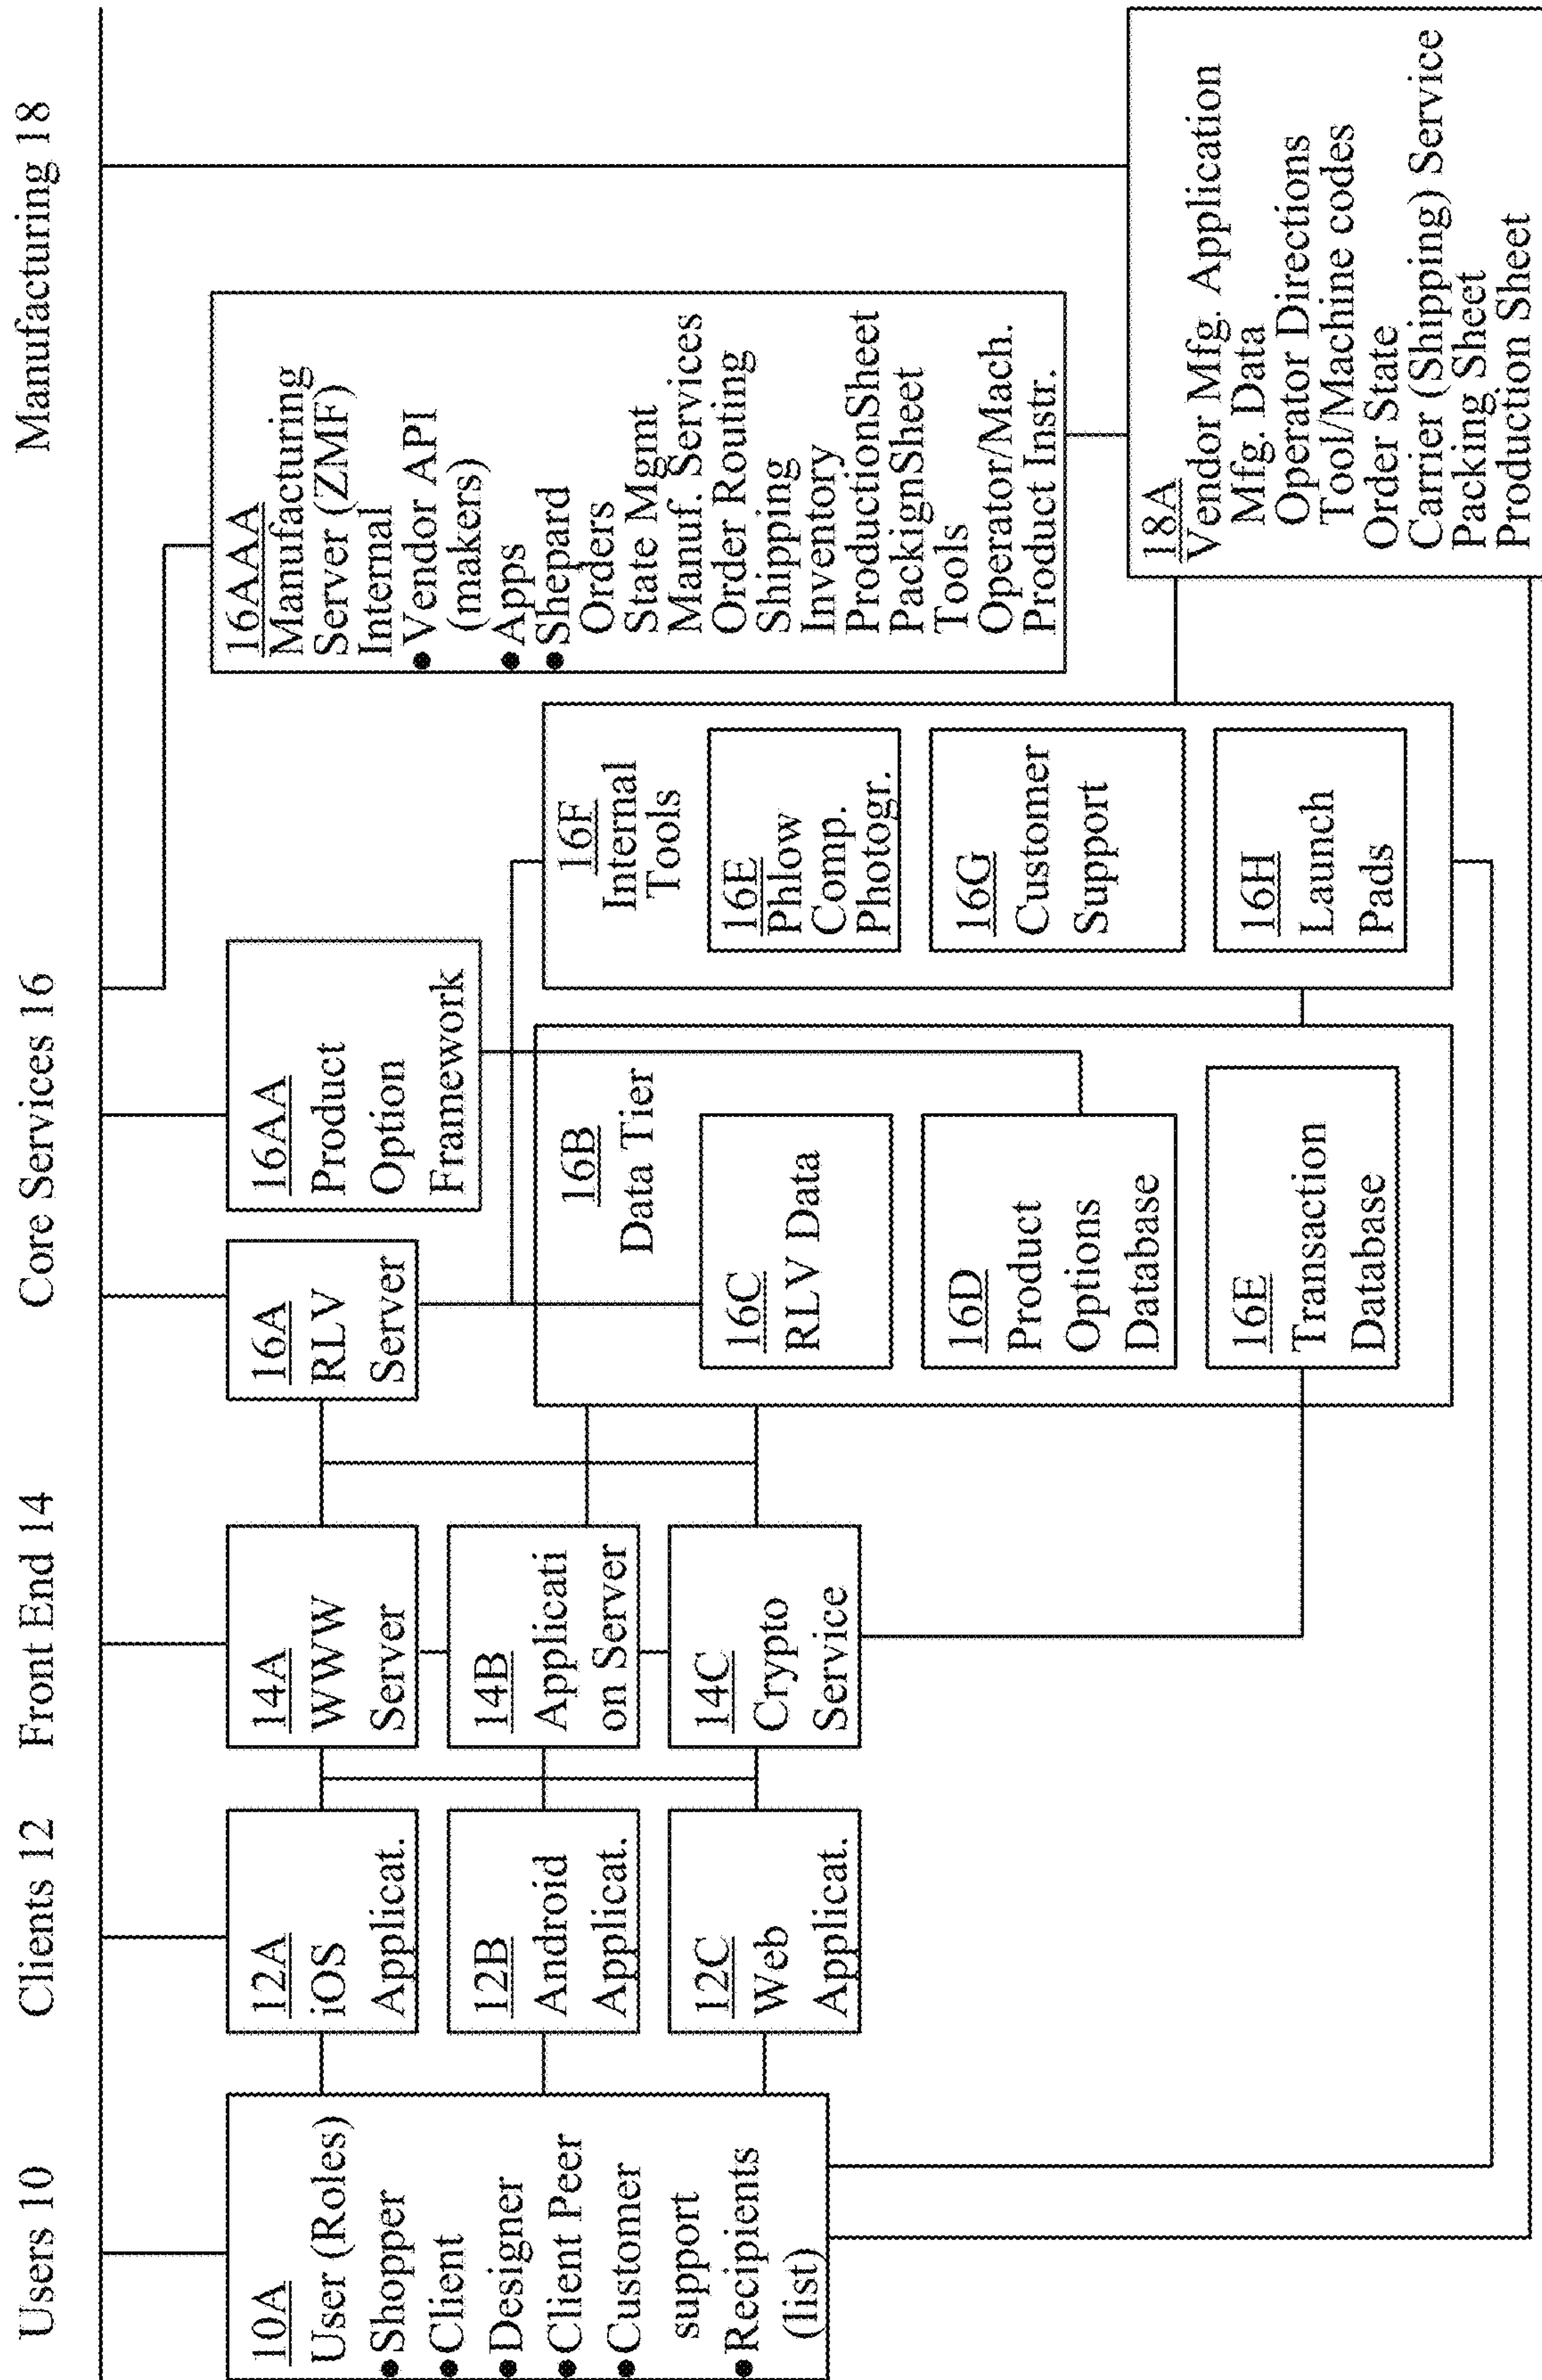 Users 10
Clients 12
Front End 14
Core Services 16
Manufacturing 18
10A
User (Roles)
●Shopper
●Client
●Designer
●Client Peer
●Customer
support
●Recipients
(list)
12A
iOS
Applicat.
12B
Android
Applicat.
12C
Web
Applicat.
14A
WWW
Server
14B
Applicati
on Server
14C
Crypto
Service
16A
RLV
Server
16AA
Product
Option
Framework
16B
Data Tier
16C
RLV Data
16D
Product
Options
Database
16E
Transaction
Database
16F
Internal
Tools
16E
Phlow
Comp.
Photogr.
16G
Customer
Support
16H
Launch
Pads
16AAA
Manufacturing
Server (ZMF)
Internal
● Vendor API
(makers)
● Apps
● Shepard
Orders
State Mgmt
Manuf. Services
Order Routing
Shipping
Inventory
ProductionSheet
PackignSheet
Tools
Operator/Mach.
Product Instr.
18A
Vendor Mfg. Application
Mfg. Data
Operator Directions
Tool/Machine codes
Order State
Carrier (Shipping) Service
Packing Sheet
Production Sheet